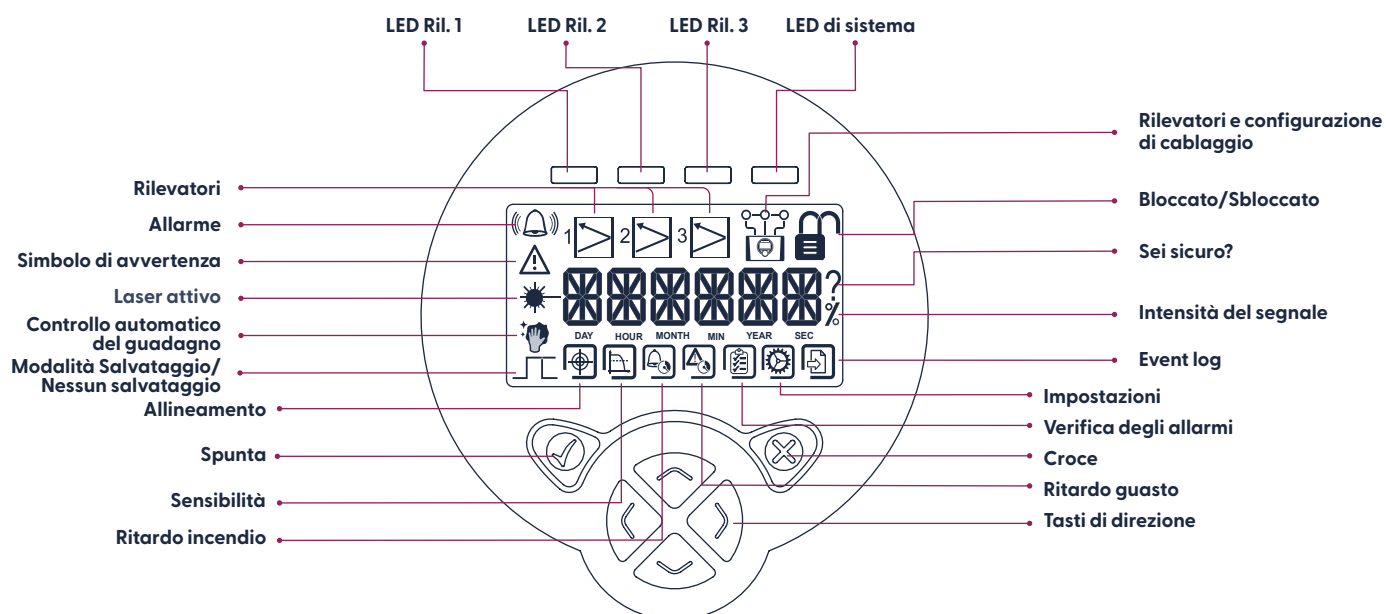 LED Ril. 1
LED Ril. 2
LED Ril. 3
LED di sistema
Rilevatori
Allarme
Simbolo di avvertenza
Laser attivo
Controllo automatico
del guadagno
Modalità Salvataggio/
Nessun salvataggio
Allineamento
Spunta
Sensibilità
Ritardo incendio
1
2
3
?
%
DAY
HOUR
MONTH
MIN
YEAR
SEC
Rilevatori e configurazione
di cablaggio
Bloccato/Sbloccato
Sei sicuro?
Intensità del segnale
Event log
Impostazioni
Verifica degli allarmi
Croce
Ritardo guasto
Tasti di direzione